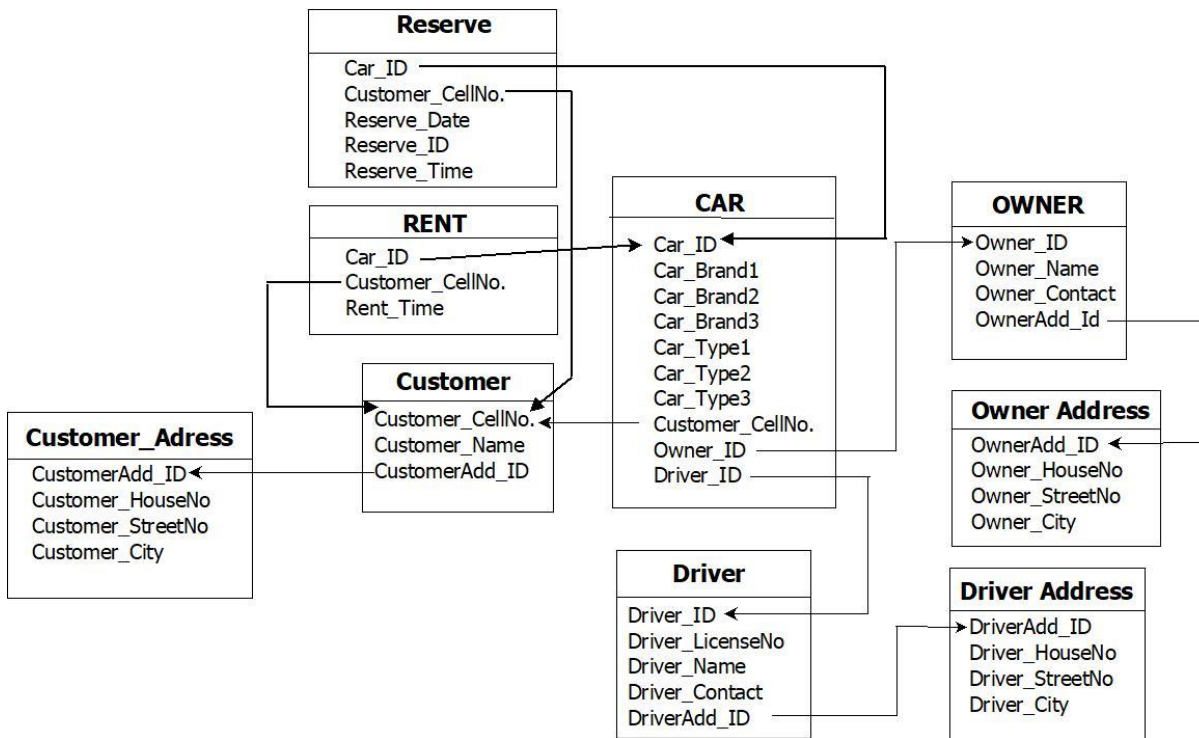 Reserve
Car_ID
Customer_CellNo.
Reserve_Date
Reserve_ID
Reserve_Time
RENT
Car_ID
Customer_CellNo.
Rent_Time
Customer
Customer_CellNo.
Customer_Name
CustomerAdd_ID
Customer_Adress
CustomerAdd_ID
Customer_HouseNo
Customer_StreetNo
Customer_City
CAR
Car_ID
Car_Brand1
Car_Brand2
Car_Brand3
Car_Type1
Car_Type2
Car_Type3
Customer_CellNo.
Owner_ID
Driver_ID
OWNER
Owner_ID
Owner_Name
Owner_Contact
OwnerAdd_Id
Owner Address
OwnerAdd_ID
Owner_HouseNo
Owner_StreetNo
Owner_City
Driver
Driver_ID
Driver_LicenseNo
Driver_Name
Driver_Contact
DriverAdd_ID
Driver Address
DriverAdd_ID
Driver_HouseNo
Driver_StreetNo
Driver_City